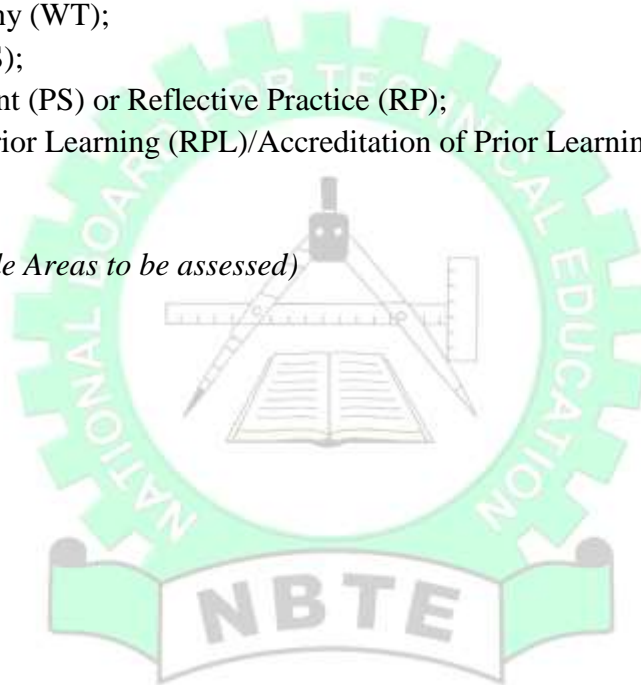 ny (WT);
S);
nt (PS) or Reflective Practice (RP);
rior Learning (RPL)/Accreditation of Prior Learnin
le Areas to be assessed)
NATIONAL BOARD FOR TECHNICAL EDUCATION
NBTE